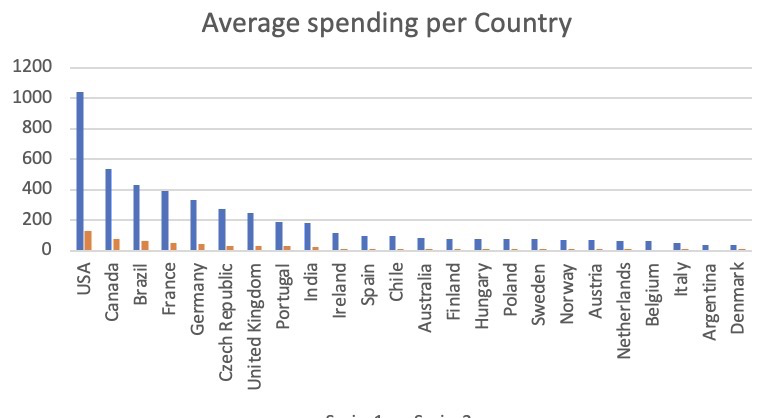 Average spending per Country
1200
1000
800
600
400
200
0
USA
Canada
Brazil
France
Germany
Czech Republic
United Kingdom
Portugal
India
Ireland
Spain
Chile
Australia
Finland
Hungary
Poland
Sweden
Norway
Austria
Netherlands
Belgium
Italy
Argentina
Denmark